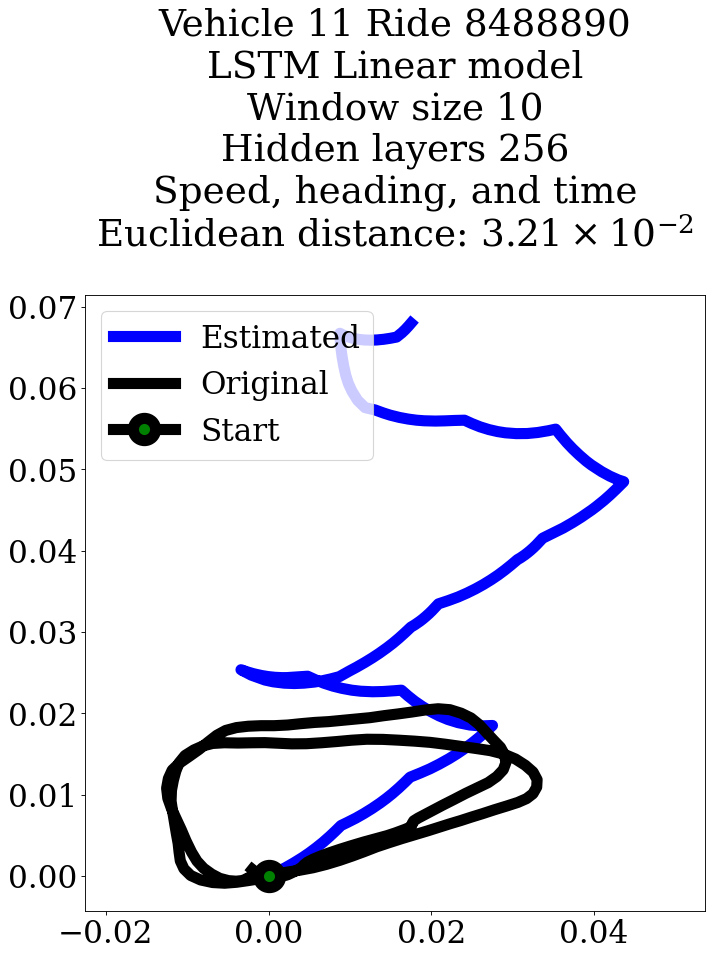 Vehicle 11 Ride 8488890
LSTM Linear model
Window size 10
Hidden layers 256
Speed, heading, and time
Euclidean distance: 3.21 × 10⁻²
0.07
0.06
0.05
0.04
0.03
0.02
0.01
0.00
Estimated
Original
Start
−0.02 0.00 0.02 0.04